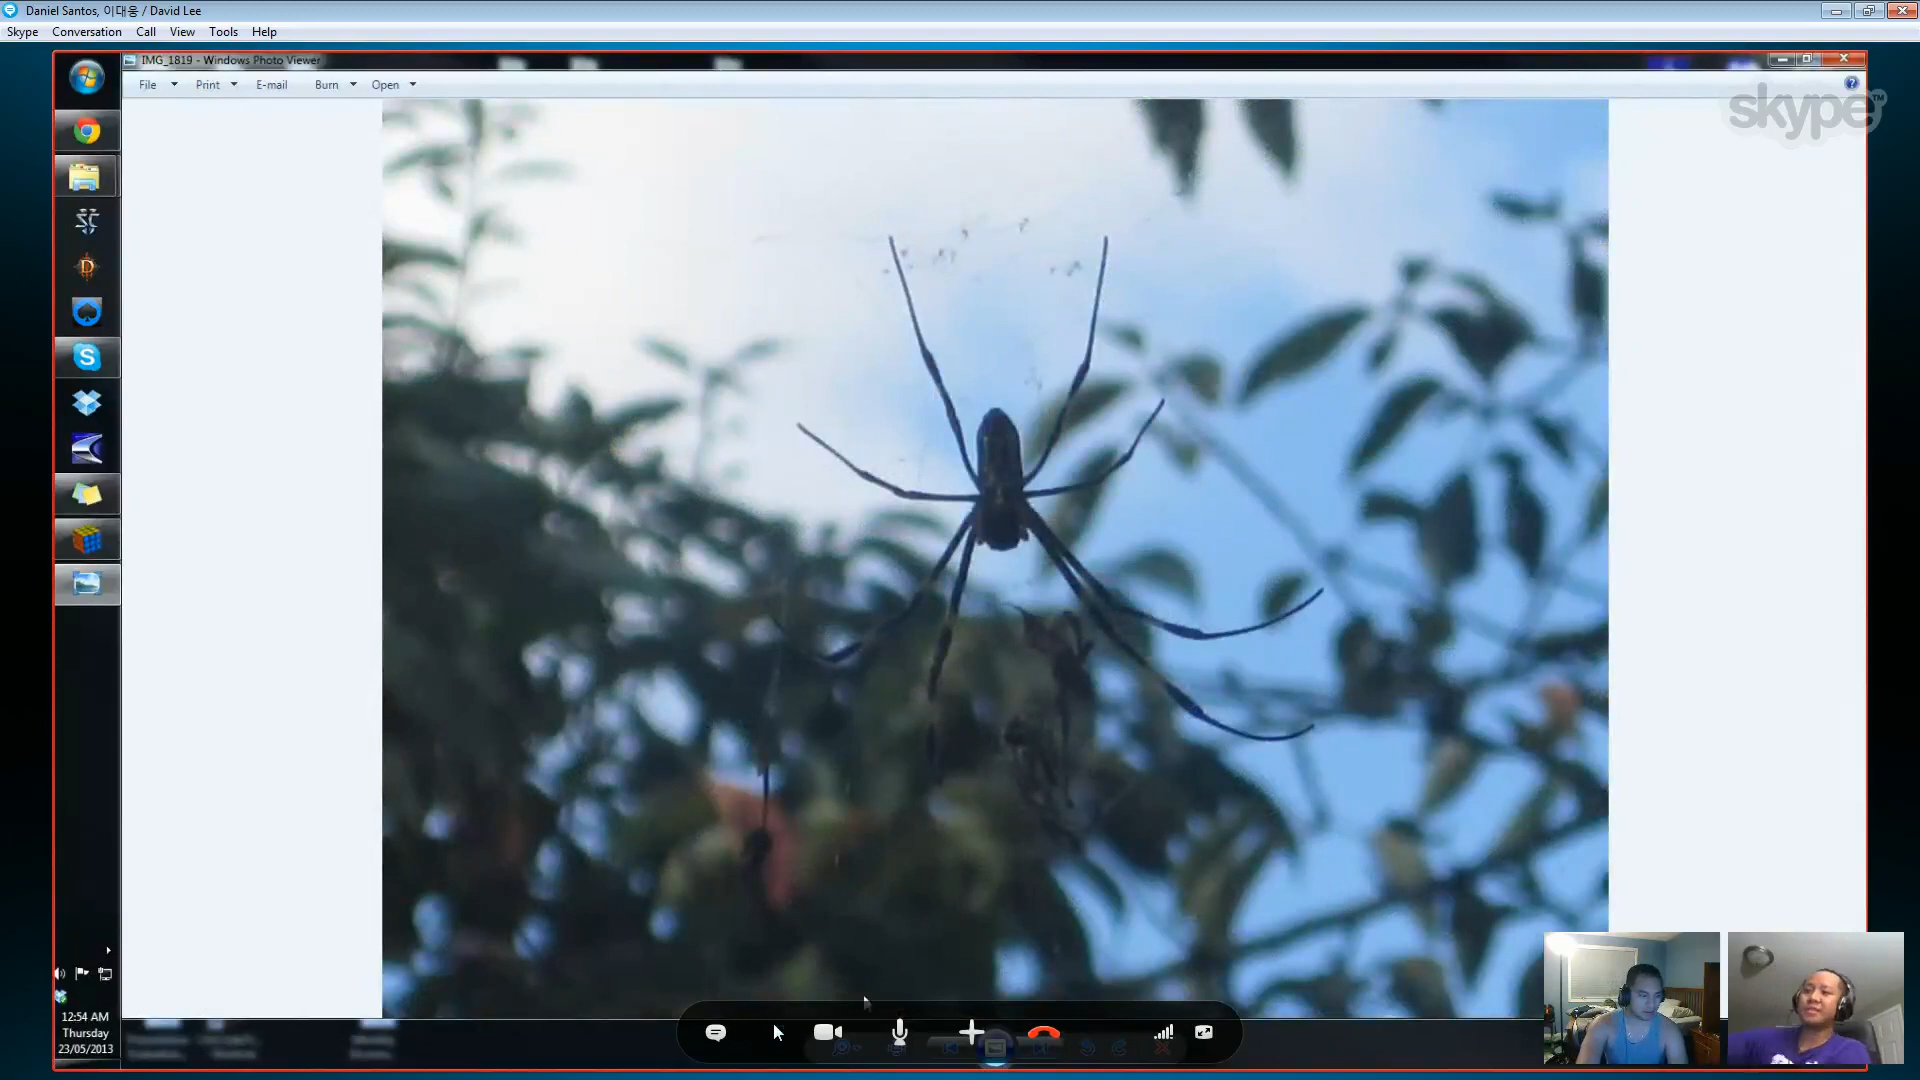 Daniel Santos, 이대웅 / David Lee
Skype Conversation Call View Tools Help
IMG_1819 - Windows Photo Viewer
File Print E-mail Burn Open
skype™
12:54 AM
Thursday
23/05/2013